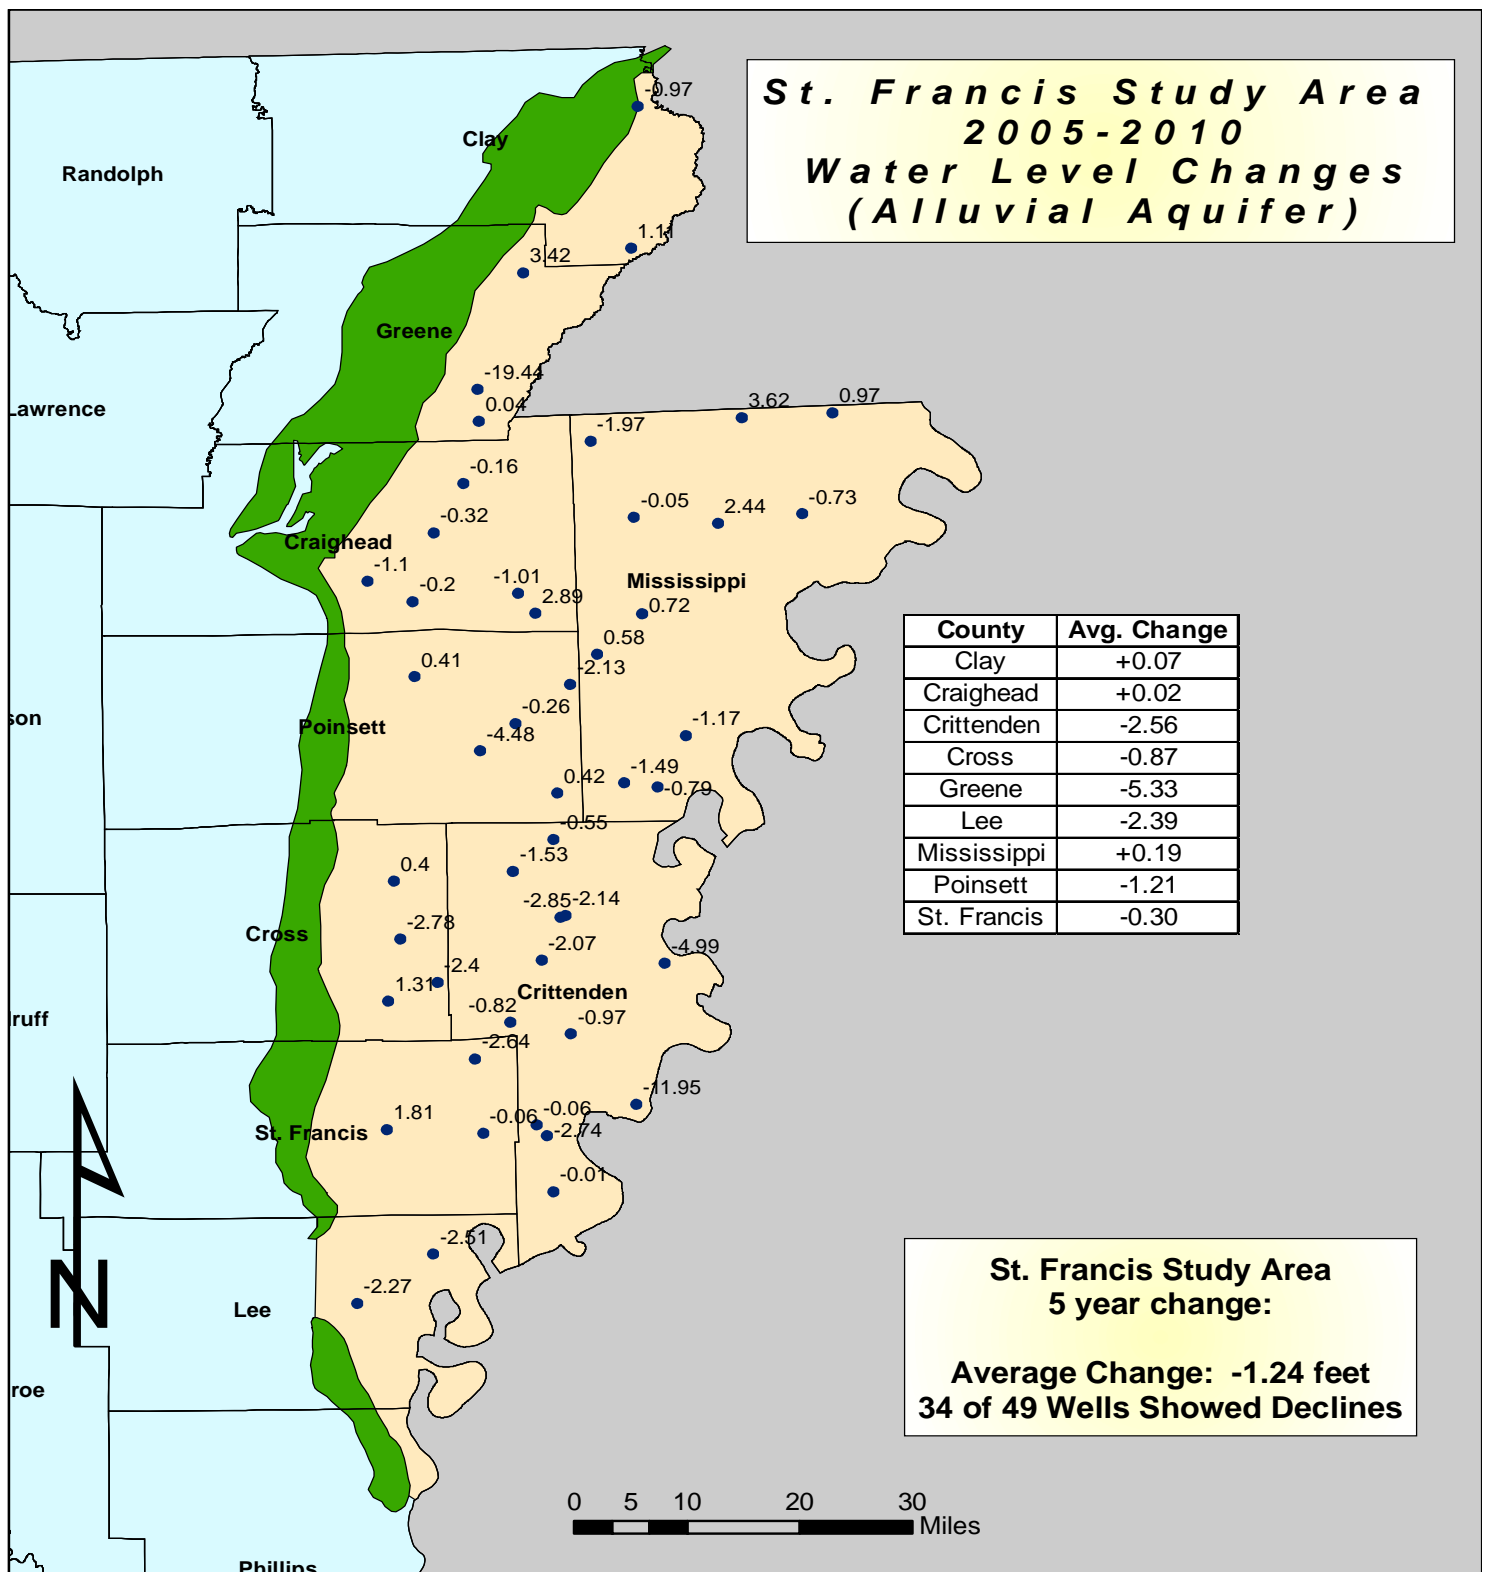 St. Francis Study Area
2005-2010
Water Level Changes
(Alluvial Aquifer)
-0.97
Clay
Randolph
1.11
3.42
Greene
-19.44
0.04
Lawrence
3.62
0.97
-1.97
-0.16
-0.05
2.44
-0.73
-0.32
Craighead
-1.1
-0.2
-1.01
2.89
Mississippi
0.72
0.58
0.41
-2.13
-0.26
-4.48
son
Poinsett
-1.17
-1.49
-0.79
0.42
County Avg. Change
Clay +0.07
Craighead +0.02
Crittenden -2.56
Cross -0.87
Greene -5.33
Lee -2.39
Mississippi +0.19
Poinsett -1.21
St. Francis -0.30
-0.55
-1.53
0.4
-2.85
-2.14
-2.78
Cross
-2.07
-4.99
-2.4
1.31
Crittenden
-0.82
-0.97
druff
-2.64
-11.95
1.81
-0.06
-0.06
-2.74
St. Francis
-0.01
-2.51
-2.27
N
Lee
St. Francis Study Area
5 year change:
Average Change: -1.24 feet
34 of 49 Wells Showed Declines
roe
0 5 10 20 30
Miles
Phillips